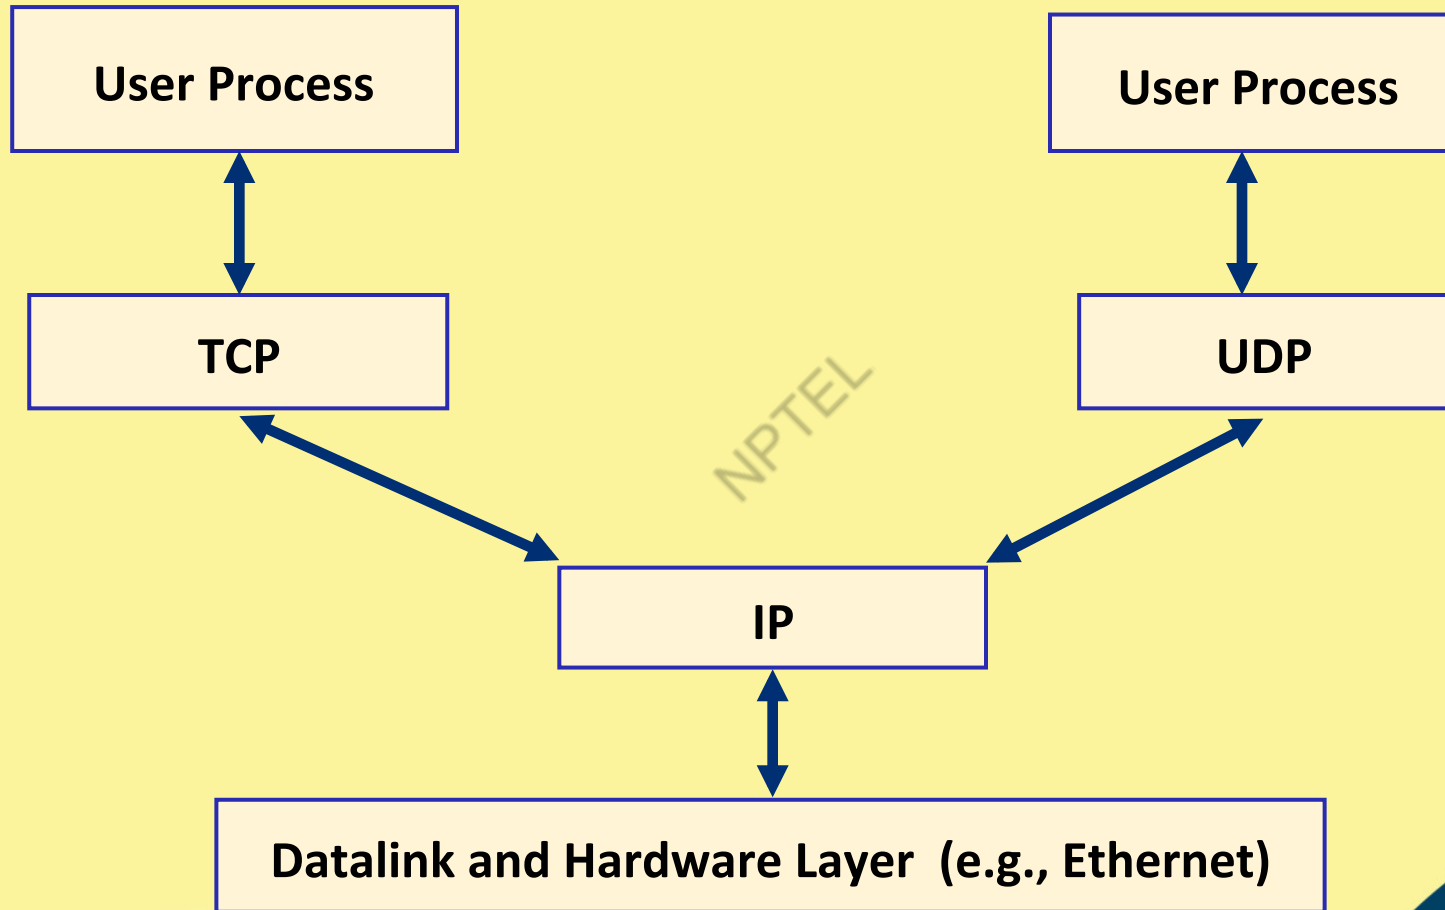 User Process
User Process
TCP
UDP
NPTEL
IP
Datalink and Hardware Layer (e.g., Ethernet)